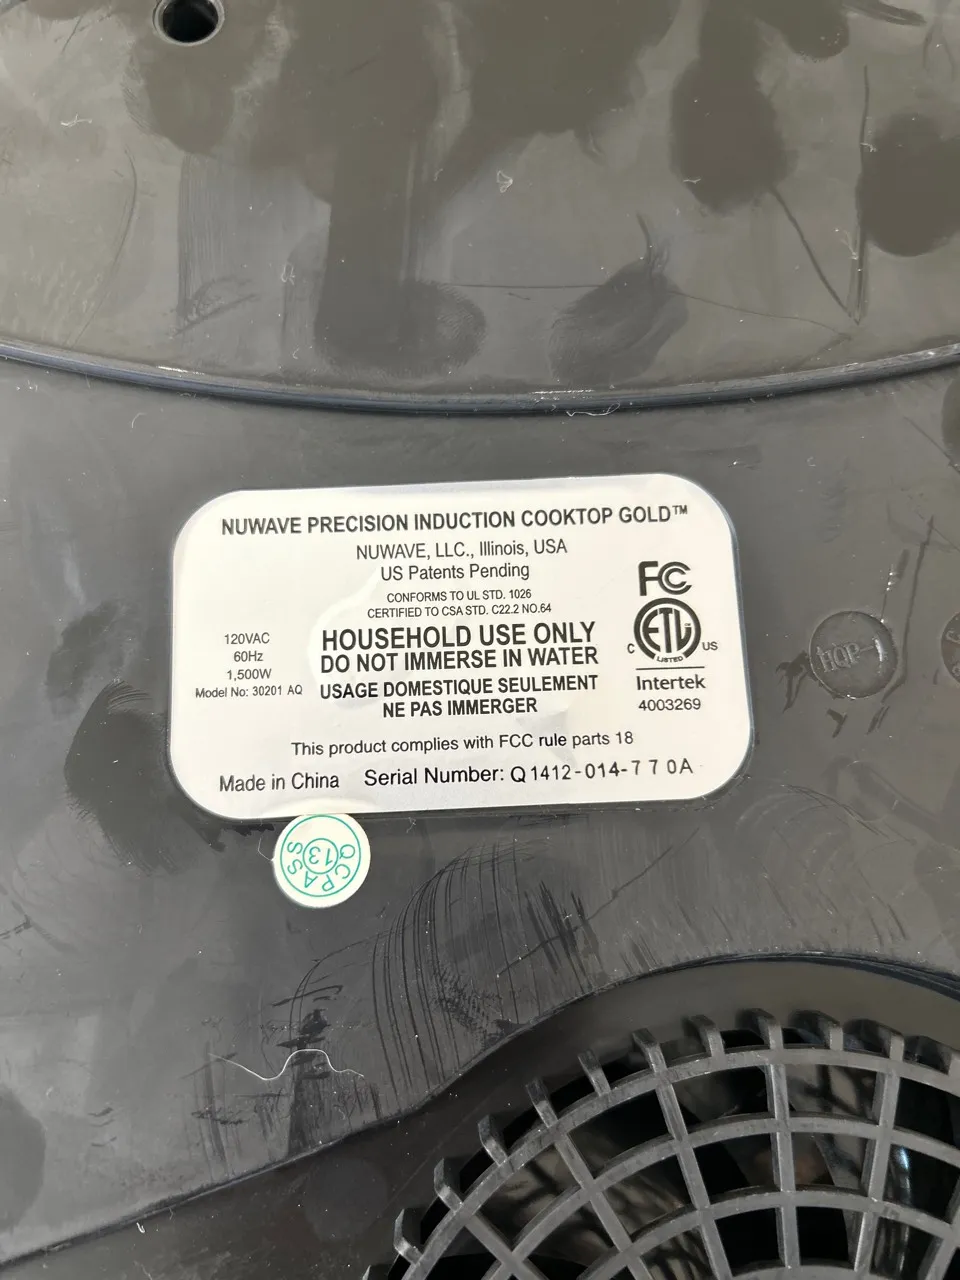 NUWAVE PRECISION INDUCTION COOKTOP GOLD™
NUWAVE, LLC., Illinois, USA
US Patents Pending
CONFORMS TO UL STD. 1026
CERTIFIED TO CSA STD. C22.2 NO.64
120VAC
60Hz
1,500W
Model No: 30201 AQ
HOUSEHOLD USE ONLY
DO NOT IMMERSE IN WATER
USAGE DOMESTIQUE SEULEMENT
NE PAS IMMERGER
FCC
C ETL US
LISTED
Intertek
4003269
This product complies with FCC rule parts 18
Made in China Serial Number: Q1412-014-770A
QCPASS
13
HQP-1